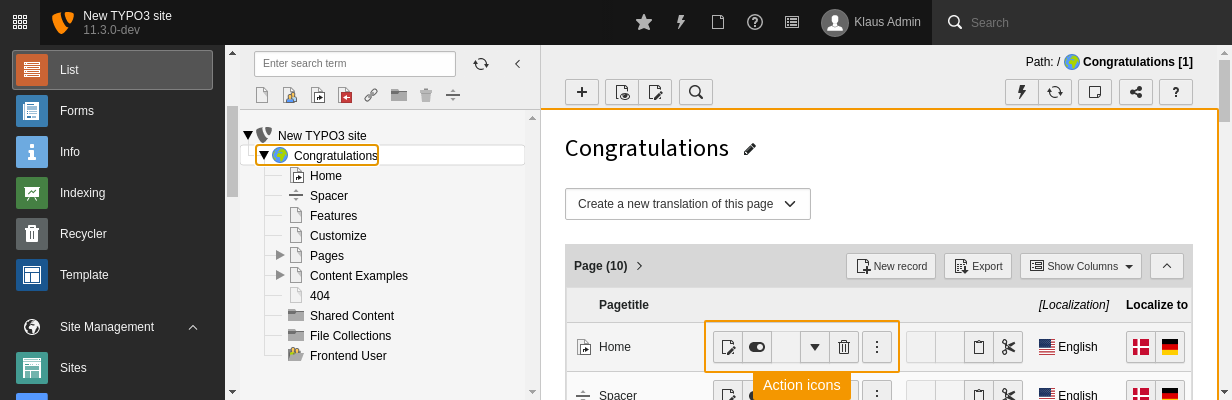 New TYPO3 site
11.3.0-dev
Klaus Admin
Search
List
Forms
Info
Indexing
Recycler
Template
Site Management
Sites
Enter search term
New TYPO3 site
Congratulations
Home
Spacer
Features
Customize
Pages
Content Examples
404
Shared Content
File Collections
Frontend User
Path: / Congratulations [1]
Congratulations
Create a new translation of this page
Page (10)
New record
Export
Show Columns
Pagetitle
[Localization]
Localize to
Home
English
Action icons
Spacer
English